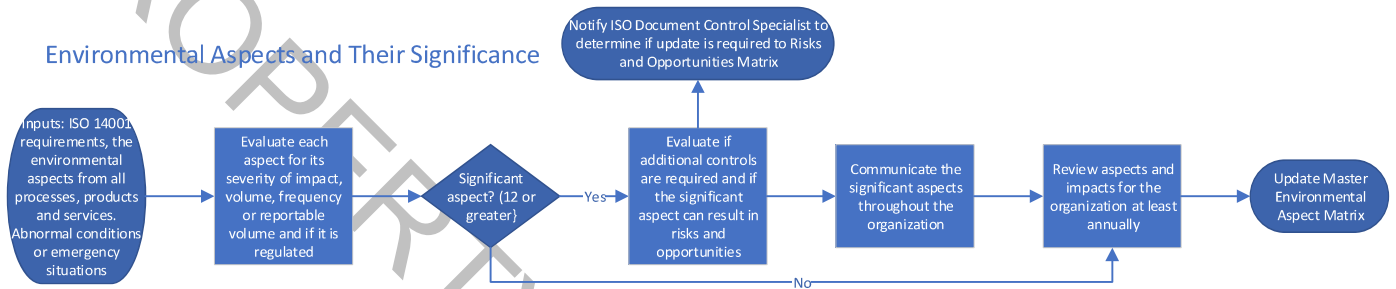 Environmental Aspects and Their Significance
Notify ISO Document Control Specialist to
determine if update is required to Risks
and Opportunities Matrix
Inputs: ISO 14001
requirements, the
environmental
aspects from all
processes, products
and services.
Abnormal conditions
or emergency
situations
Evaluate each
aspect for its
severity of impact,
volume, frequency
or reportable
volume and if it is
regulated
Significant
aspect? (12 or
greater}
Yes
Evaluate if
additional controls
are required and if
the significant
aspect can result in
risks and
opportunities
Communicate the
significant aspects
throughout the
organization
Review aspects and
impacts for the
organization at least
annually
Update Master
Environmental
Aspect Matrix
No